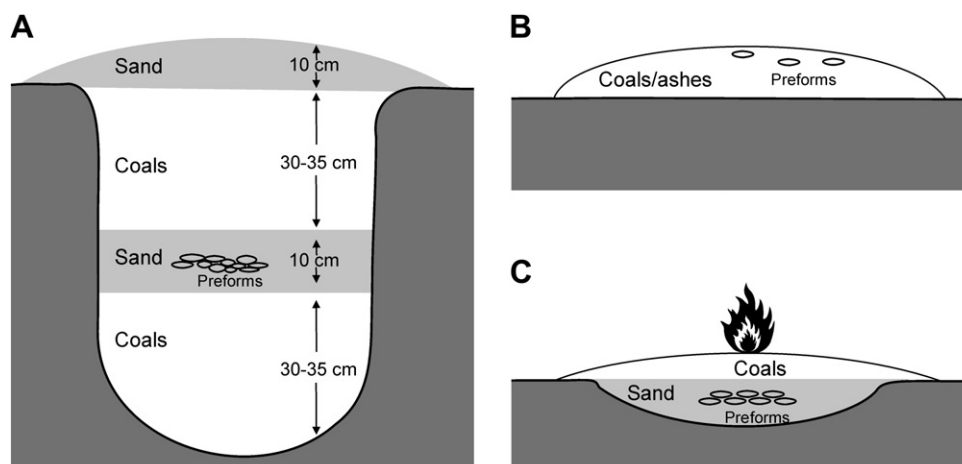 A
Sand
10 cm
Coals
30-35 cm
Sand
10 cm
Preforms
Coals
30-35 cm
B
Coals/ashes
Preforms
C
Coals
Sand
Preforms